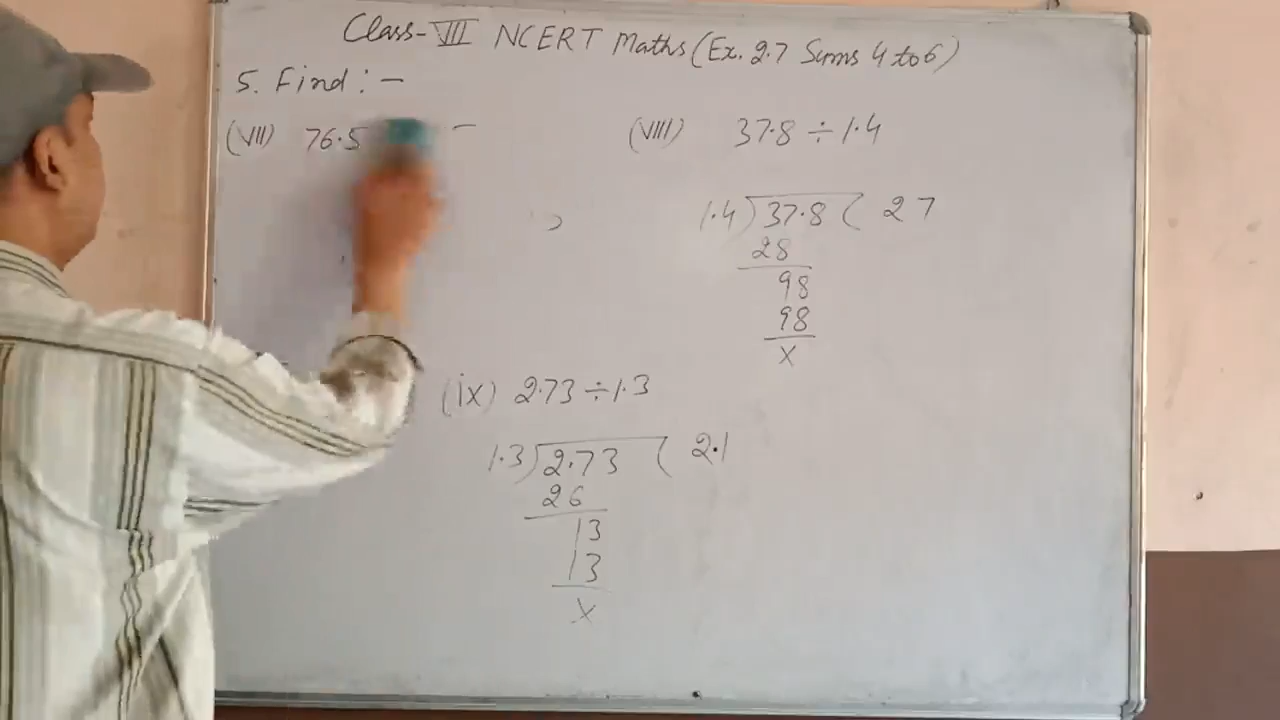 Class-VII NCERT Maths (Ex. 2.7 Sums 4 to 6)
5. Find :-
(VII) 76.5
(VIII) 37.8 ÷ 1.4
1.4) 37.8 ( 27
28
98
98
x
(ix) 2.73 ÷ 1.3
1.3) 2.73 ( 2.1
26
13
13
x